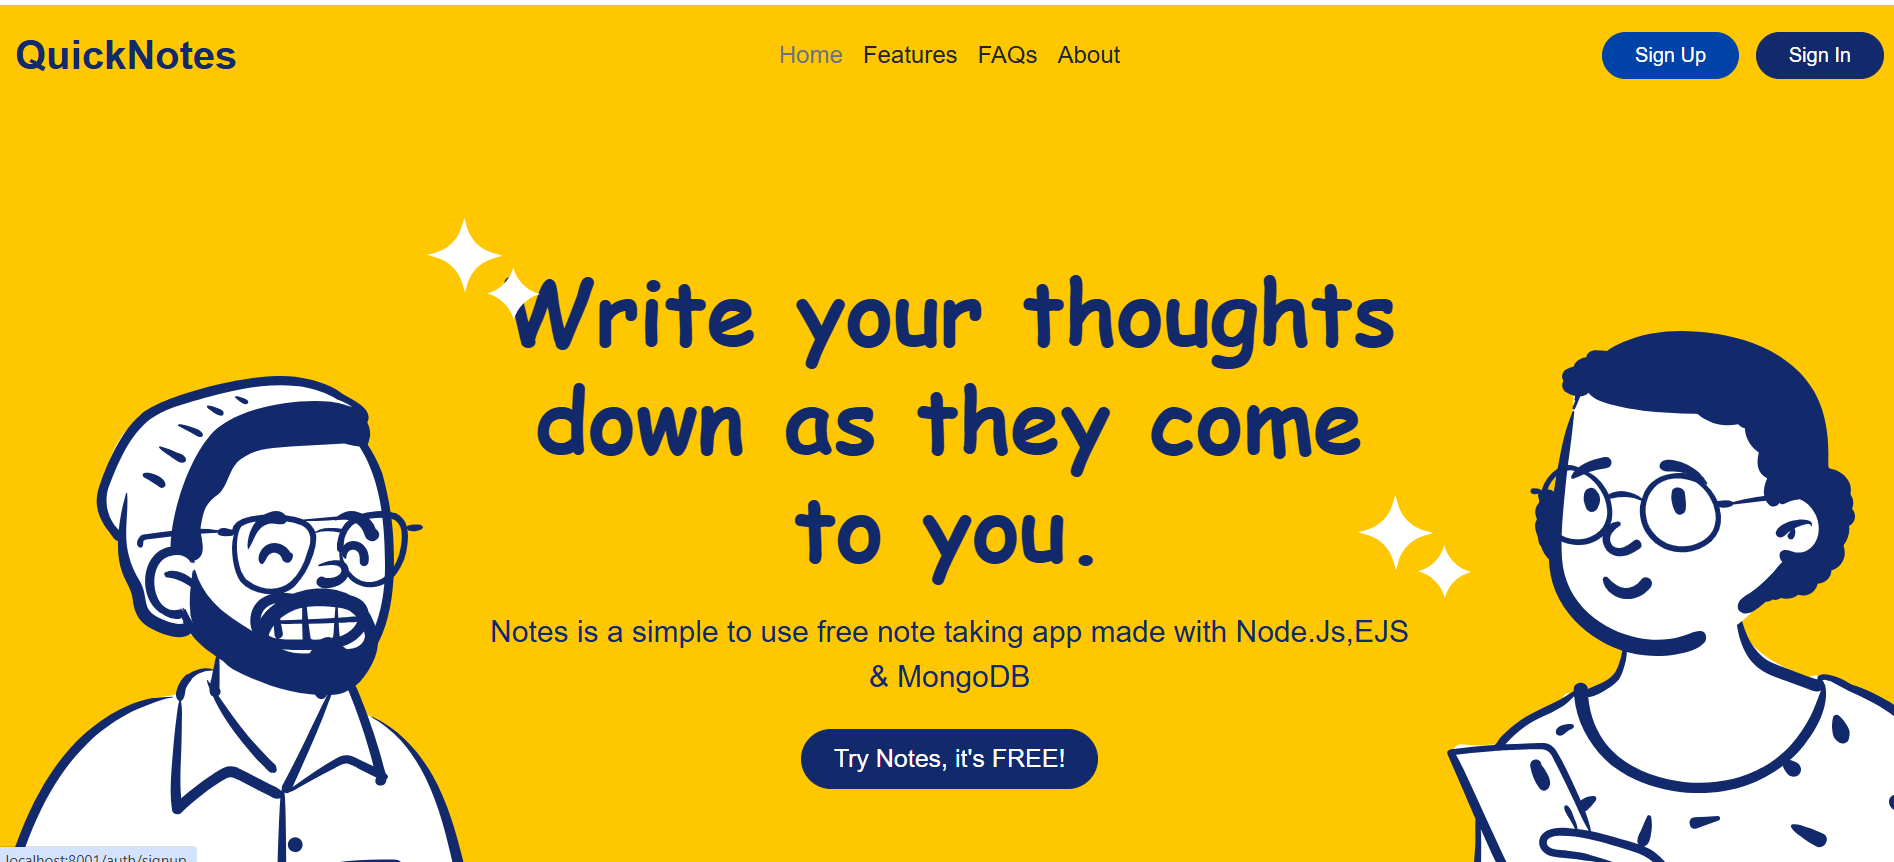 QuickNotes
Home Features FAQs About
Sign Up Sign In
Write your thoughts
down as they come
to you.
Notes is a simple to use free note taking app made with Node.Js,EJS
& MongoDB
Try Notes, it's FREE!
localhost:8001/auth/signup